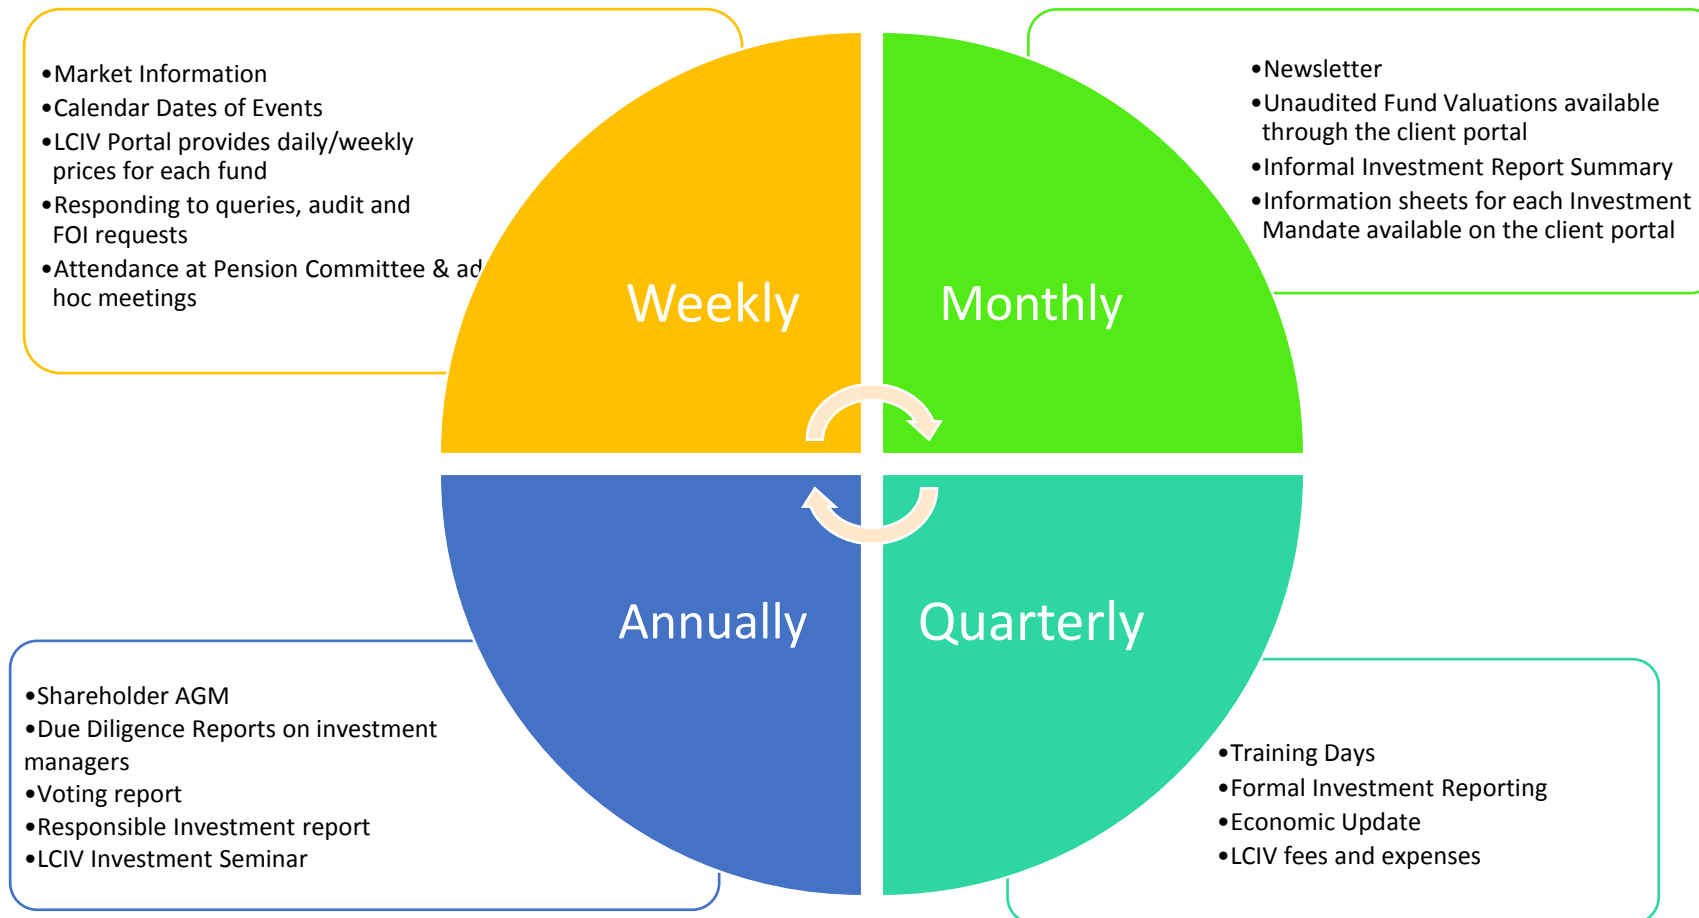 •Market Information
•Calendar Dates of Events
•LCIV Portal provides daily/weekly
prices for each fund
•Responding to queries, audit and
FOI requests
•Attendance at Pension Committee & ad
hoc meetings
Weekly
•Newsletter
•Unaudited Fund Valuations available
through the client portal
•Informal Investment Report Summary
•Information sheets for each Investment
Mandate available on the client portal
Monthly
Annually
•Shareholder AGM
•Due Diligence Reports on investment
managers
•Voting report
•Responsible Investment report
•LCIV Investment Seminar
Quarterly
•Training Days
•Formal Investment Reporting
•Economic Update
•LCIV fees and expenses